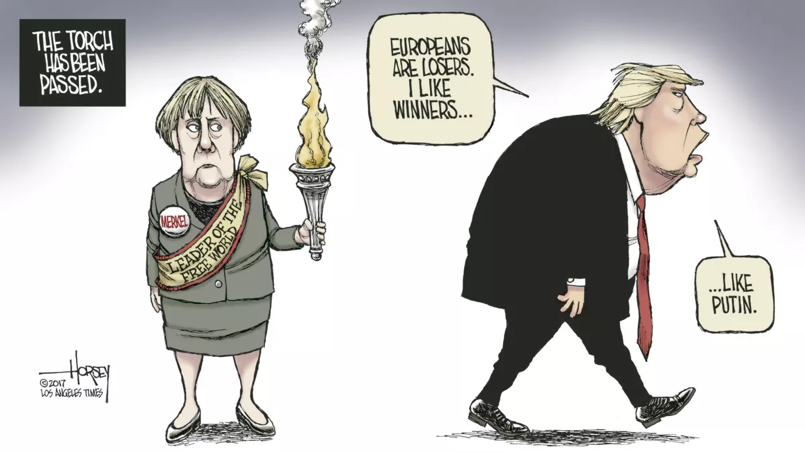 THE TORCH
HAS BEEN
PASSED.
EUROPEANS
ARE LOSERS.
I LIKE
WINNERS...
MERKEL
LEADER OF THE
FREE WORLD
...LIKE
PUTIN.
HORSEY
©2017
LOS ANGELES TIMES